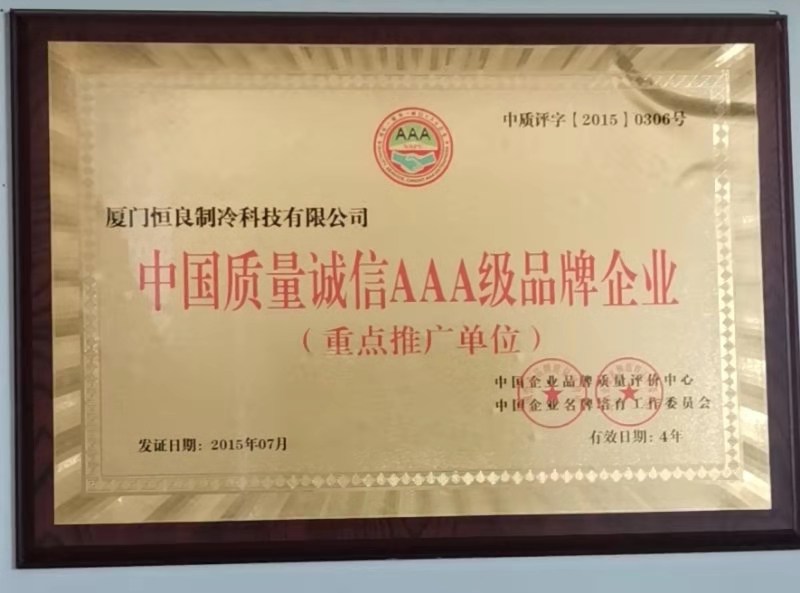 AAA
中质评字【2015】0306号
厦门恒良制冷科技有限公司
中国质量诚信AAA级品牌企业
（重点推广单位）
中国企业品牌质量评价中心
中国企业名牌培育工作委员会
发证日期：2015年07月
有效日期：4年